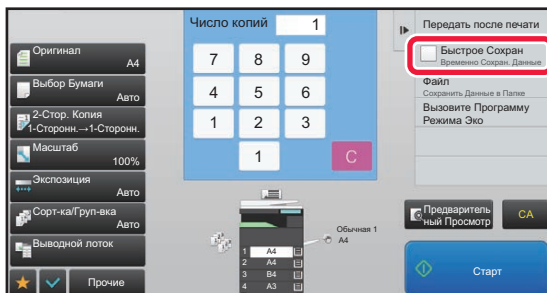 Число копий 1
Передать после печати
Быстрое Сохран
Временно Сохран. Данные
Файл
Сохранить Данные в Папке
Вызовите Программу
Режима Эко
Оригинал
A4
Выбор Бумаги
Авто
2-Стор. Копия
1-Сторонн.→1-Сторонн.
Масштаб
100%
Экспозиция
Авто
Сорт-ка/Груп-вка
Авто
Выводной лоток
Прочие
7 8 9
4 5 6
1 2 3
1 C
Обычная 1
A4
1 A4
2 A4
3 B4
4 A3
Предваритель
ный Просмотр
CA
Старт